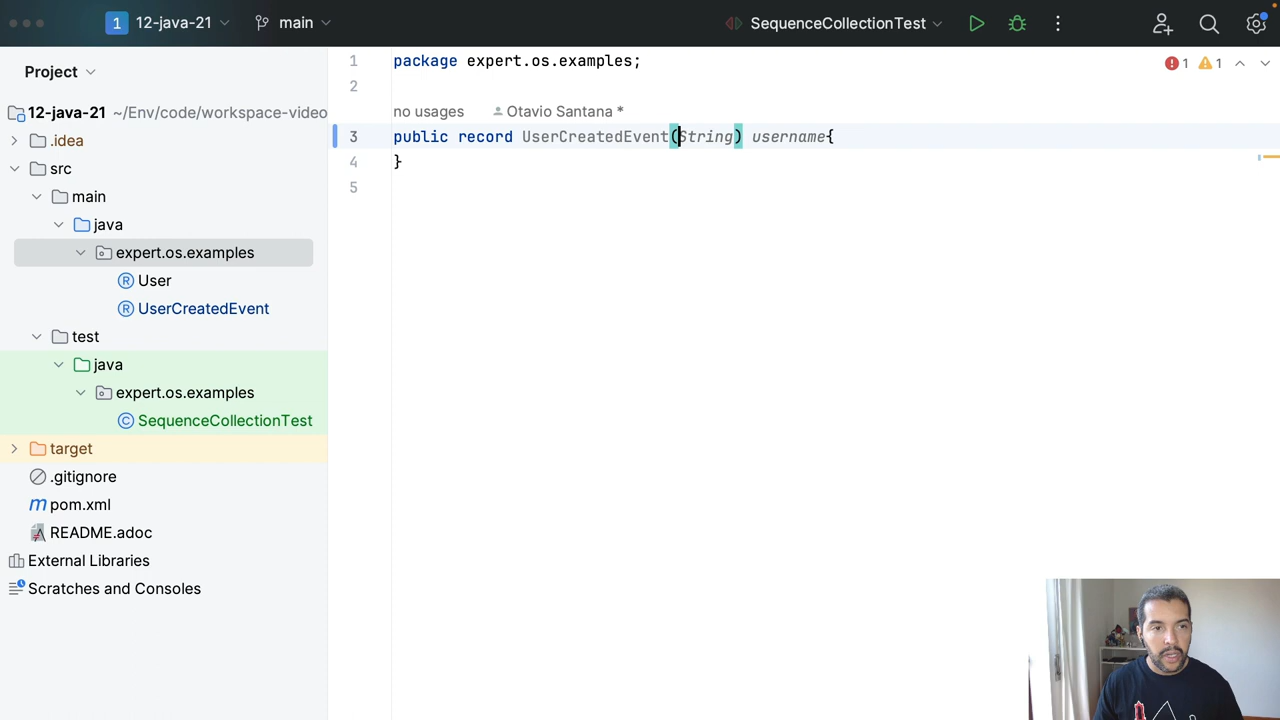 1 12-java-21 main SequenceCollectionTest
Project
12-java-21 ~/Env/code/workspace-video
.idea
src
main
java
expert.os.examples
User
UserCreatedEvent
test
java
expert.os.examples
SequenceCollectionTest
target
.gitignore
pom.xml
README.adoc
External Libraries
Scratches and Consoles
1 package expert.os.examples; 1 1
2
no usages Otavio Santana *
3 public record UserCreatedEvent(String) username{
4 }
5